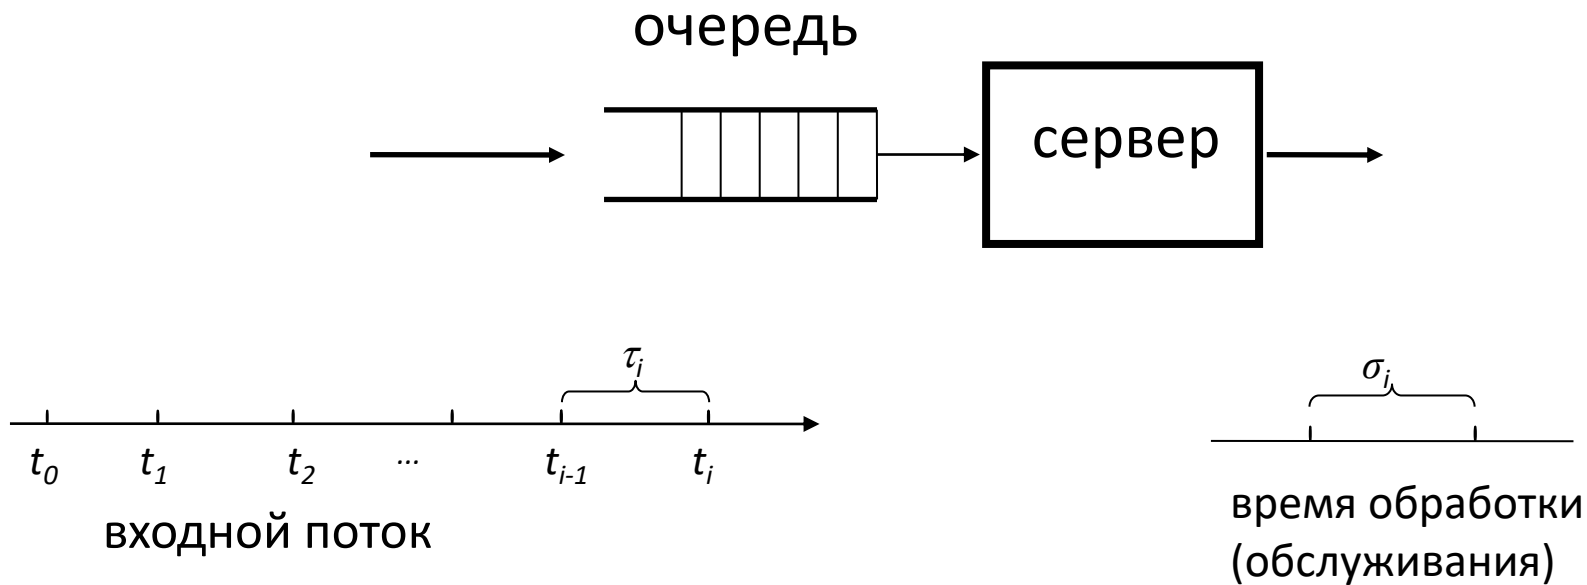 очередь
сервер
τi
σi
t0 t1 t2 ... ti-1 ti
входной поток
время обработки
(обслуживания)